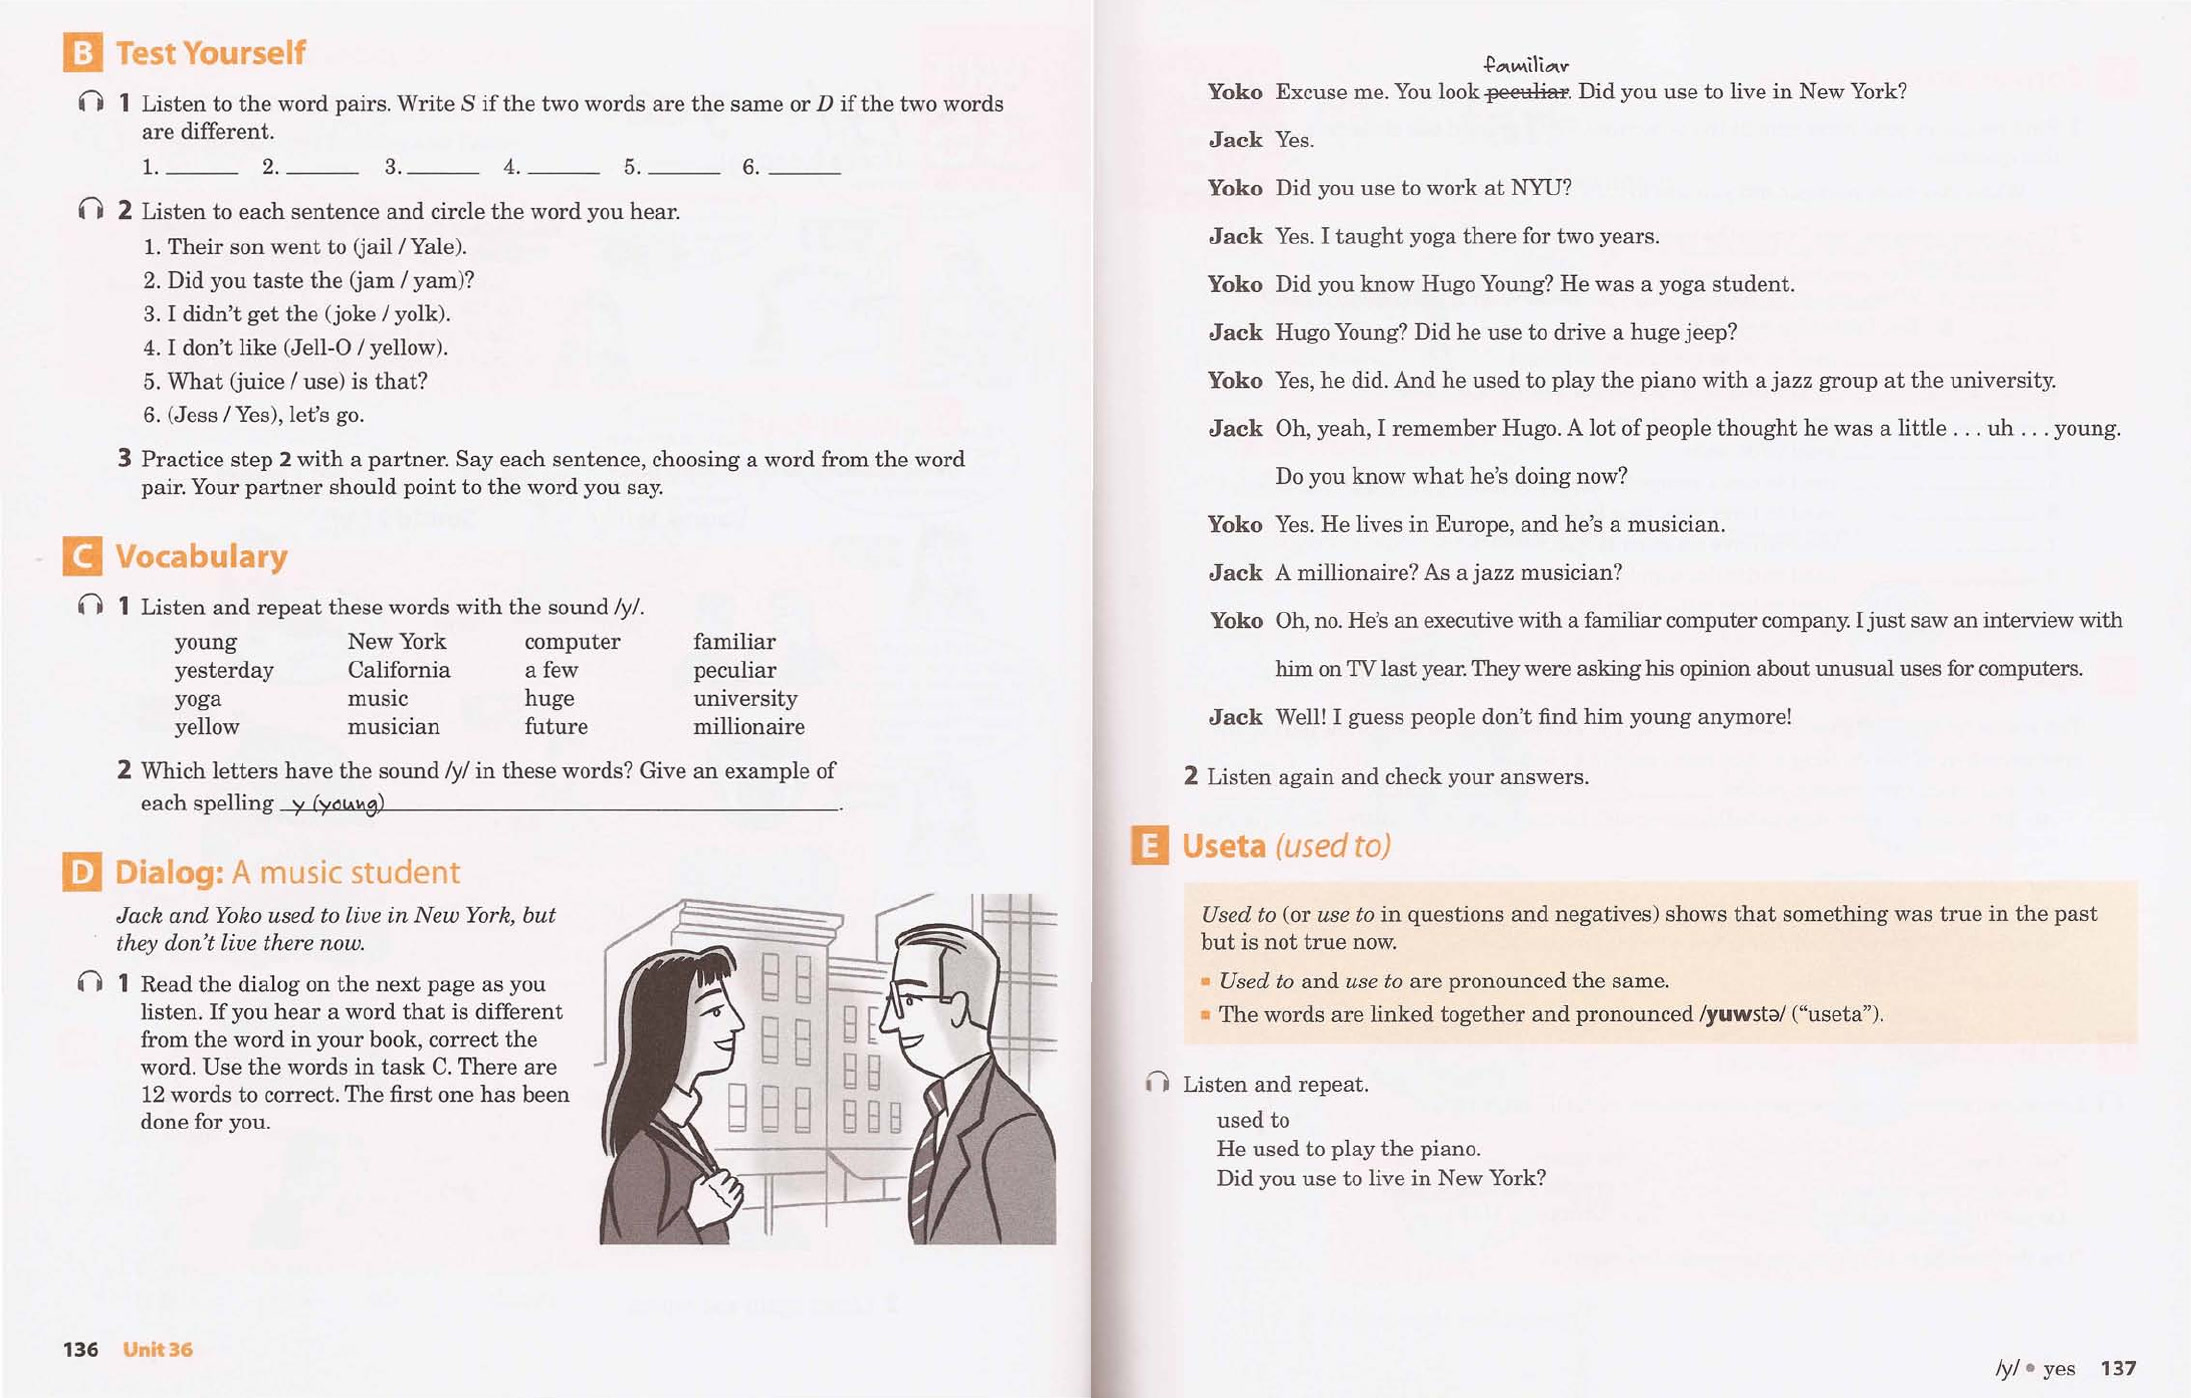 B Test Yourself
1 Listen to the word pairs. Write S if the two words are the same or D if the two words
are different.
1. ______ 2. ______ 3. ______ 4. ______ 5. ______ 6. ______
2 Listen to each sentence and circle the word you hear.
1. Their son went to (jail / Yale).
2. Did you taste the (jam / yam)?
3. I didn't get the (joke / yolk).
4. I don't like (Jell-O / yellow).
5. What (juice / use) is that?
6. (Jess / Yes), let's go.
3 Practice step 2 with a partner. Say each sentence, choosing a word from the word
pair. Your partner should point to the word you say.
C Vocabulary
1 Listen and repeat these words with the sound /y/.
young New York computer familiar
yesterday California a few peculiar
yoga music huge university
yellow musician future millionaire
2 Which letters have the sound /y/ in these words? Give an example of
each spelling y (young).
D Dialog: A music student
Jack and Yoko used to live in New York, but
they don't live there now.
1 Read the dialog on the next page as you
listen. If you hear a word that is different
from the word in your book, correct the
word. Use the words in task C. There are
12 words to correct. The first one has been
done for you.
136 Unit 36
familiar
Yoko Excuse me. You look peculiar. Did you use to live in New York?
Jack Yes.
Yoko Did you use to work at NYU?
Jack Yes. I taught yoga there for two years.
Yoko Did you know Hugo Young? He was a yoga student.
Jack Hugo Young? Did he use to drive a huge jeep?
Yoko Yes, he did. And he used to play the piano with a jazz group at the university.
Jack Oh, yeah, I remember Hugo. A lot of people thought he was a little . . . uh . . . young.
Do you know what he's doing now?
Yoko Yes. He lives in Europe, and he's a musician.
Jack A millionaire? As a jazz musician?
Yoko Oh, no. He's an executive with a familiar computer company. I just saw an interview with
him on TV last year. They were asking his opinion about unusual uses for computers.
Jack Well! I guess people don't find him young anymore!
2 Listen again and check your answers.
E Useta (used to)
Used to (or use to in questions and negatives) shows that something was true in the past
but is not true now.
Used to and use to are pronounced the same.
The words are linked together and pronounced /yuwstə/ ("useta").
Listen and repeat.
used to
He used to play the piano.
Did you use to live in New York?
/y/ • yes 137